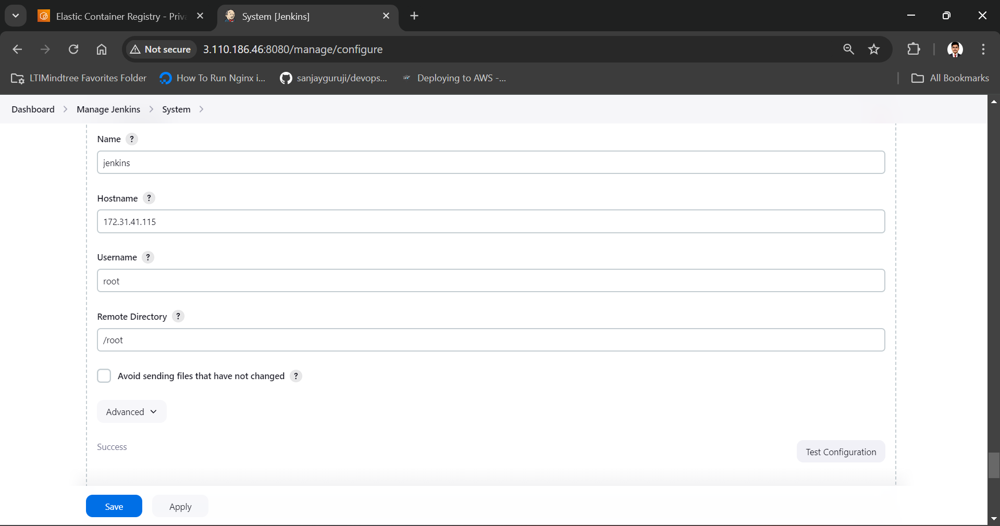 Elastic Container Registry - Priv
System [Jenkins]
Not secure
3.110.186.46:8080/manage/configure
LTIMindtree Favorites Folder
How To Run Nginx i...
sanjayguruji/devops...
Deploying to AWS -...
All Bookmarks
Dashboard
Manage Jenkins
System
Name ?
jenkins
Hostname ?
172.31.41.115
Username ?
root
Remote Directory ?
/root
Avoid sending files that have not changed ?
Advanced
Success
Test Configuration
Save
Apply